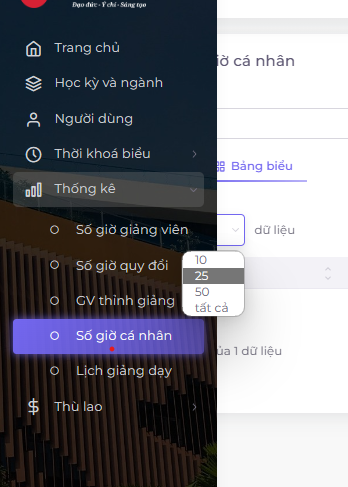 Đạo đức - Ý chí - Sáng tạo
Trang chủ
Học kỳ và ngành
Người dùng
Thời khoá biểu
Thống kê
Số giờ giảng viên
Số giờ quy đổi
GV thỉnh giảng
Số giờ cá nhân
Lịch giảng dạy
Thù lao
iờ cá nhân
Bảng biểu
dữ liệu
10
25
50
tất cả
ủa 1 dữ liệu